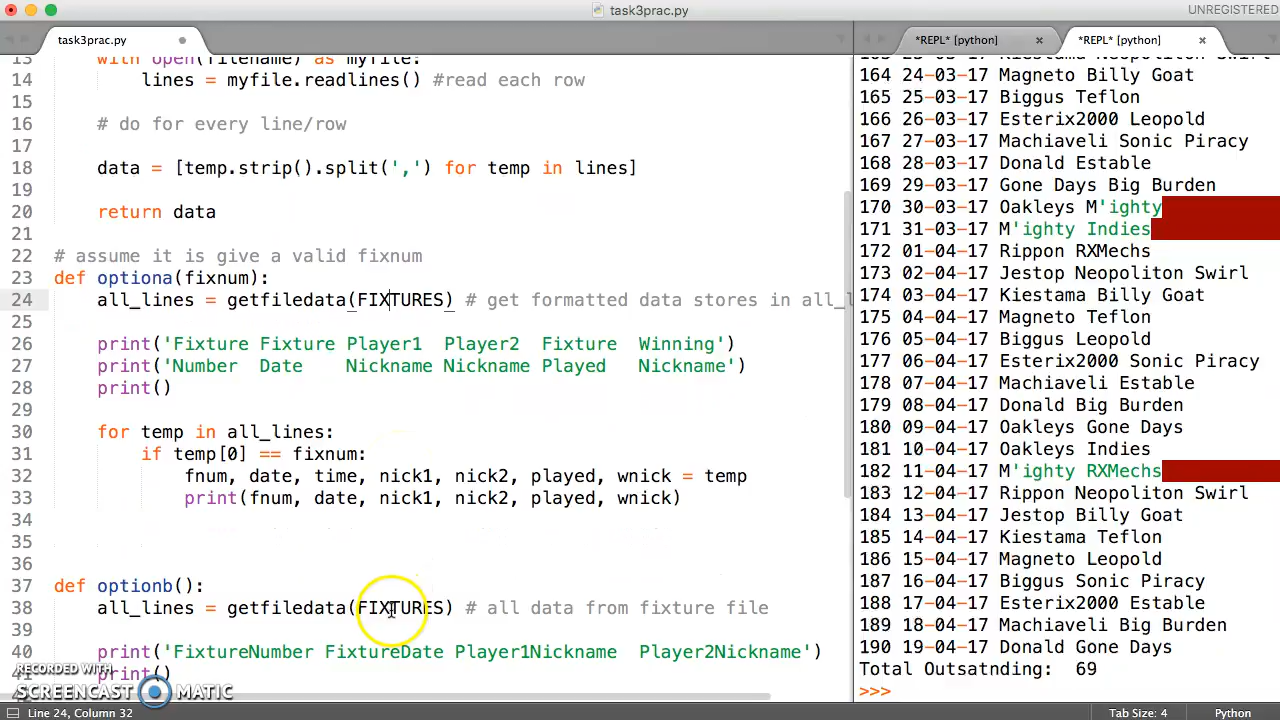 task3prac.py
UNREGISTERED
task3prac.py
*REPL* [python]
*REPL* [python]
13 with open(filename) as myfile:
14 lines = myfile.readlines() #read each row
15
16 # do for every line/row
17
18 data = [temp.strip().split(',') for temp in lines]
19
20 return data
21
22 # assume it is give a valid fixnum
23 def optiona(fixnum):
24 all_lines = getfiledata(FIXTURES) # get formatted data stores in all_l
25
26 print('Fixture Fixture Player1  Player2  Fixture  Winning')
27 print('Number  Date    Nickname Nickname Played   Nickname')
28 print()
29
30 for temp in all_lines:
31 if temp[0] == fixnum:
32 fnum, date, time, nick1, nick2, played, wnick = temp
33 print(fnum, date, nick1, nick2, played, wnick)
34
35
36
37 def optionb():
38 all_lines = getfiledata(FIXTURES) # all data from fixture file
39
40 print('FixtureNumber FixtureDate Player1Nickname  Player2Nickname')
41 print()
RECORDED WITH
SCREENCAST MATIC
163 23-03-17 Kiestama Neopoliton Swirl
164 24-03-17 Magneto Billy Goat
165 25-03-17 Biggus Teflon
166 26-03-17 Esterix2000 Leopold
167 27-03-17 Machiaveli Sonic Piracy
168 28-03-17 Donald Estable
169 29-03-17 Gone Days Big Burden
170 30-03-17 Oakleys M'ighty
171 31-03-17 M'ighty Indies
172 01-04-17 Rippon RXMechs
173 02-04-17 Jestop Neopoliton Swirl
174 03-04-17 Kiestama Billy Goat
175 04-04-17 Magneto Teflon
176 05-04-17 Biggus Leopold
177 06-04-17 Esterix2000 Sonic Piracy
178 07-04-17 Machiaveli Estable
179 08-04-17 Donald Big Burden
180 09-04-17 Oakleys Gone Days
181 10-04-17 Oakleys Indies
182 11-04-17 M'ighty RXMechs
183 12-04-17 Rippon Neopoliton Swirl
184 13-04-17 Jestop Billy Goat
185 14-04-17 Kiestama Teflon
186 15-04-17 Magneto Leopold
187 16-04-17 Biggus Sonic Piracy
188 17-04-17 Esterix2000 Estable
189 18-04-17 Machiaveli Big Burden
190 19-04-17 Donald Gone Days
Total Outsatnding:  69
>>>
Line 24, Column 32
Tab Size: 4
Python